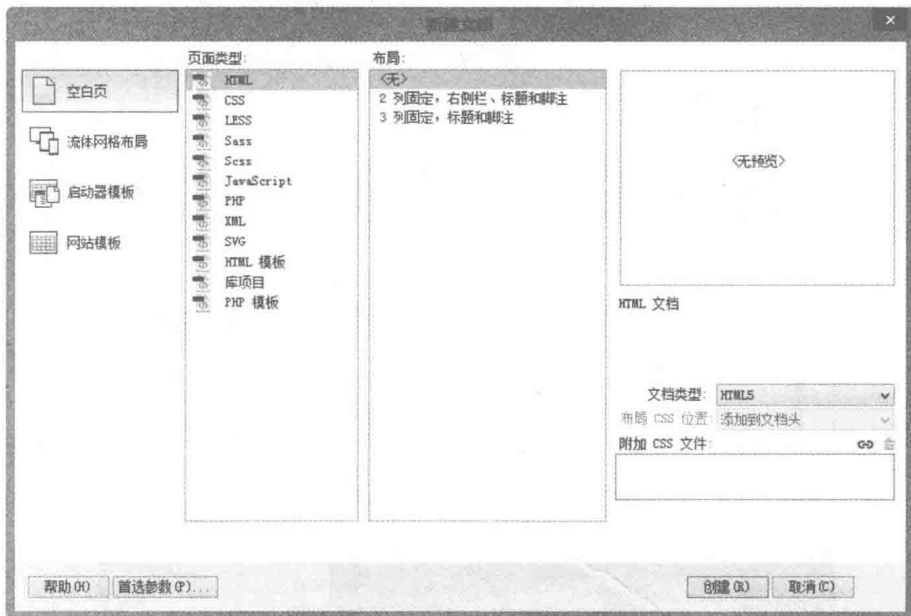 新建文档
页面类型:
布局:
空白页
流体网格布局
启动器模板
网站模板
HTML
CSS
LESS
Sass
Scss
JavaScript
PHP
XML
SVG
HTML 模板
库项目
PHP 模板
<无>
2 列固定，右侧栏、标题和脚注
3 列固定，标题和脚注
<无预览>
HTML 文档
文档类型: HTML5
布局 CSS 位置: 添加到文档头
附加 CSS 文件:
帮助(H) 首选参数(P)... 创建(R) 取消(C)